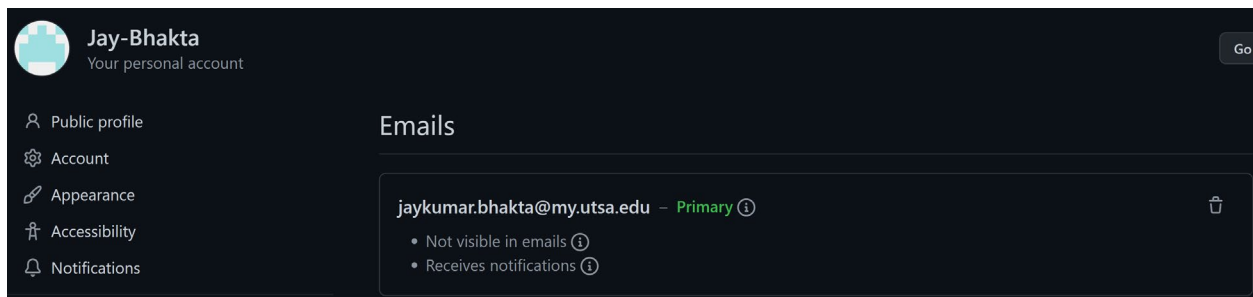 Jay-Bhakta
Your personal account
Go
Public profile
Account
Appearance
Accessibility
Notifications
Emails
jaykumar.bhakta@my.utsa.edu – Primary
• Not visible in emails
• Receives notifications